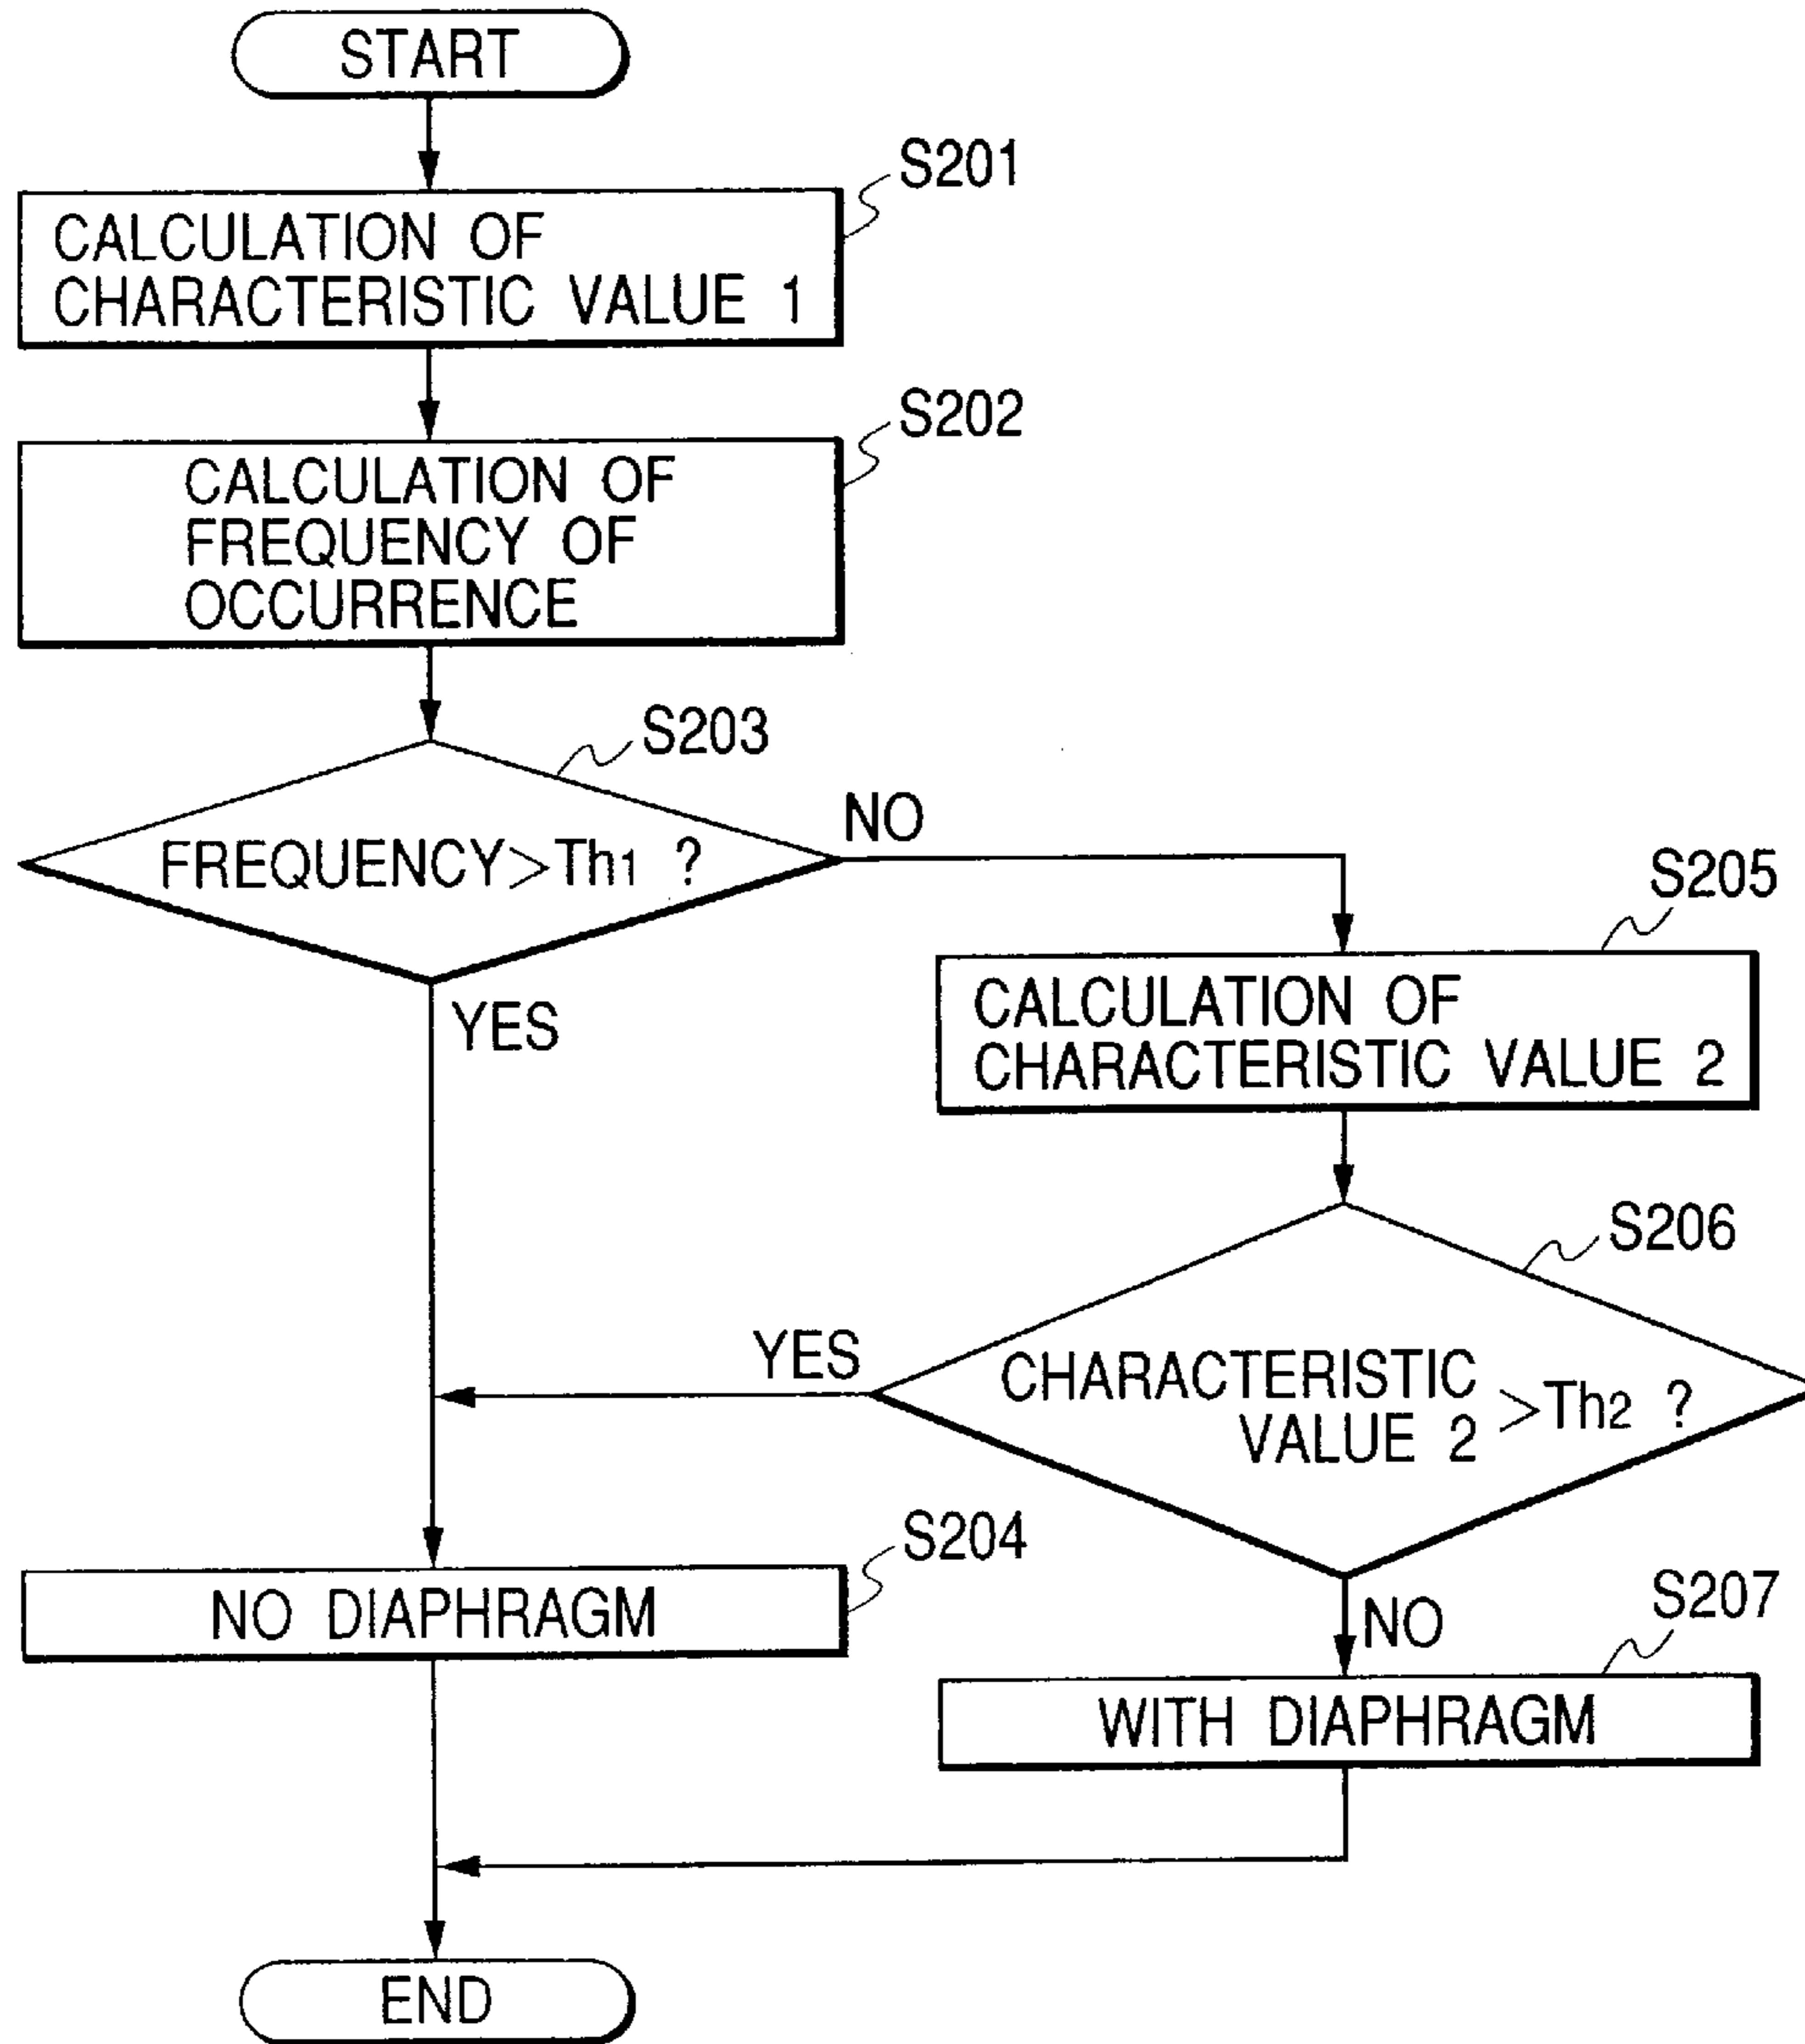 START
S201
CALCULATION OF
CHARACTERISTIC VALUE 1
S202
CALCULATION OF
FREQUENCY OF
OCCURRENCE
S203
FREQUENCY>Th1 ?
NO
YES
S205
CALCULATION OF
CHARACTERISTIC VALUE 2
S206
YES
CHARACTERISTIC
VALUE 2 >Th2 ?
NO
S204
NO DIAPHRAGM
S207
WITH DIAPHRAGM
END